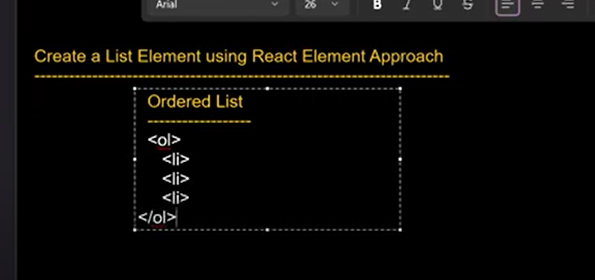 Arial 26 B I U S
Create a List Element using React Element Approach
--------------------------------------------------------------------------
Ordered List
------------------
<ol>
<li>
<li>
<li>
</ol>